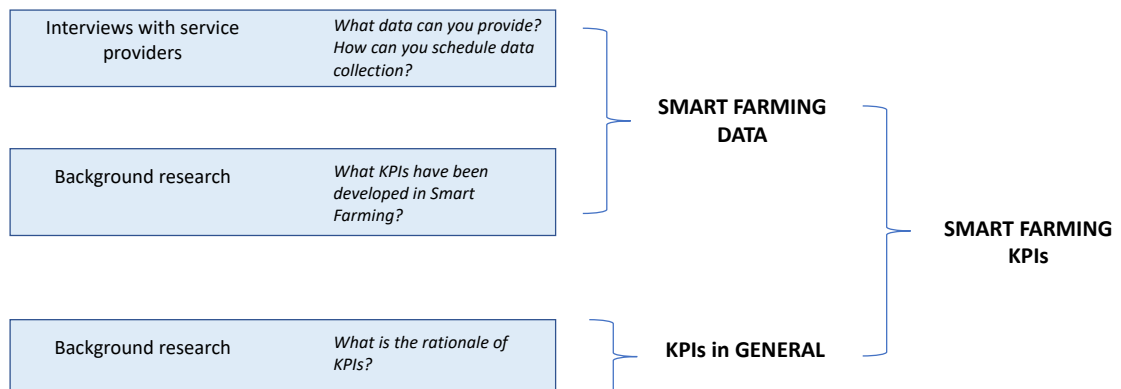 Interviews with service
providers
What data can you provide?
How can you schedule data
collection?
SMART FARMING
DATA
Background research
What KPIs have been
developed in Smart
Farming?
SMART FARMING
KPIs
Background research
What is the rationale of
KPIs?
KPIs in GENERAL